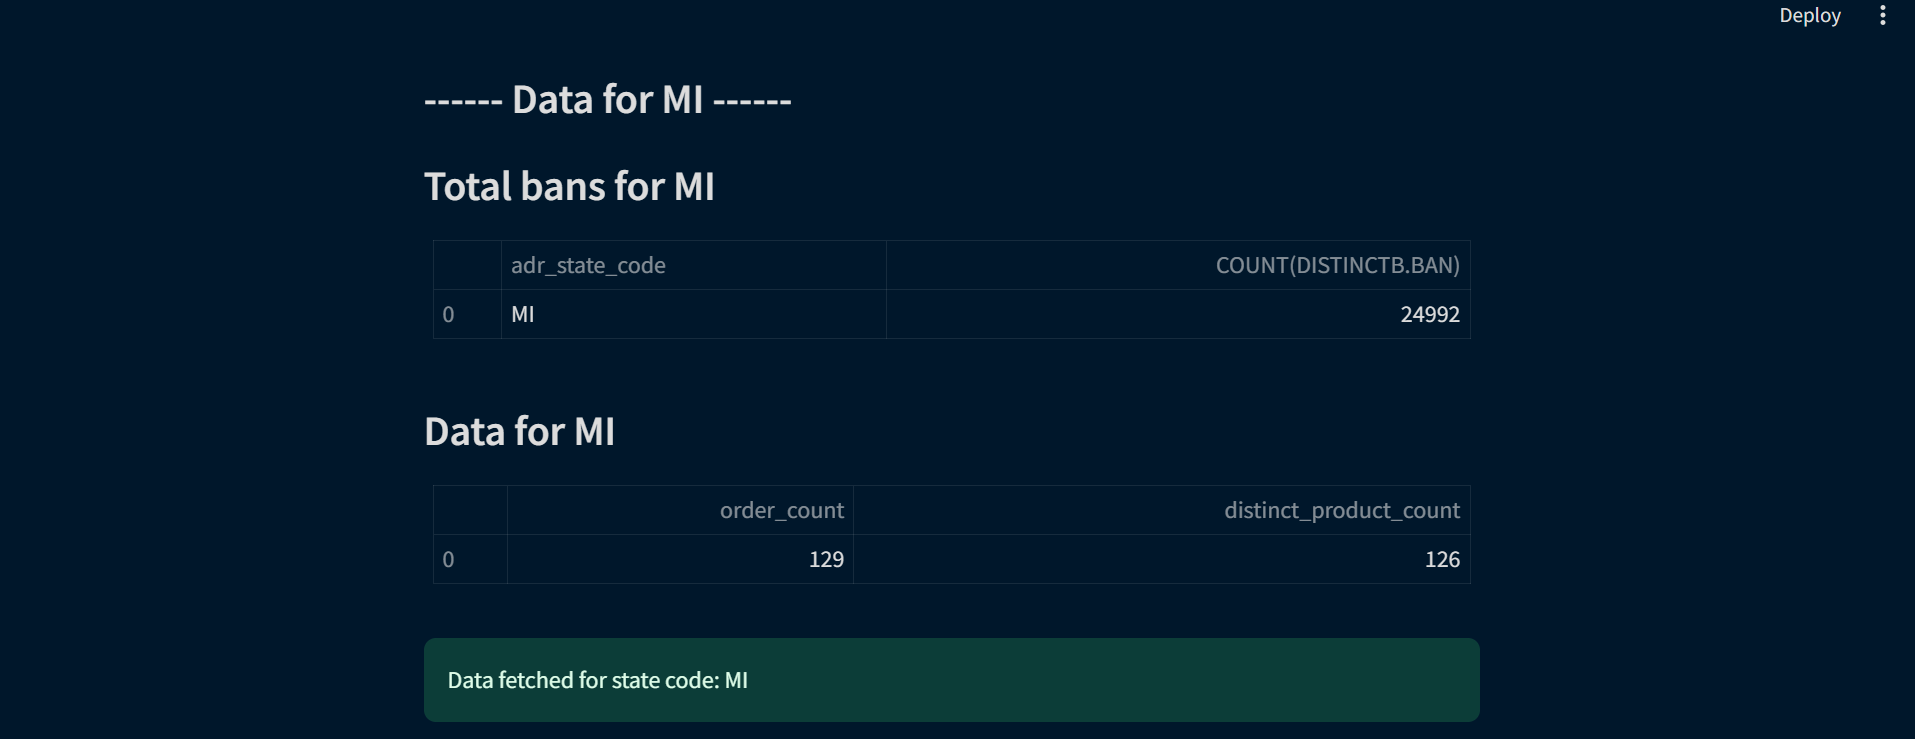 Deploy
------ Data for MI ------
Total bans for MI
adr_state_code COUNT(DISTINCTB.BAN)
0 MI 24992
Data for MI
order_count distinct_product_count
0 129 126
Data fetched for state code: MI